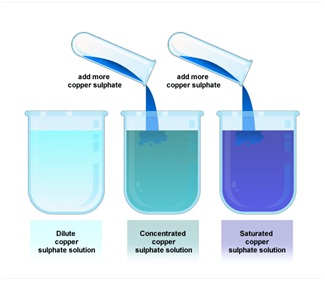 add more
copper sulphate
add more
copper sulphate
Dilute
copper
sulphate solution
Concentrated
copper
sulphate solution
Saturated
copper
sulphate solution